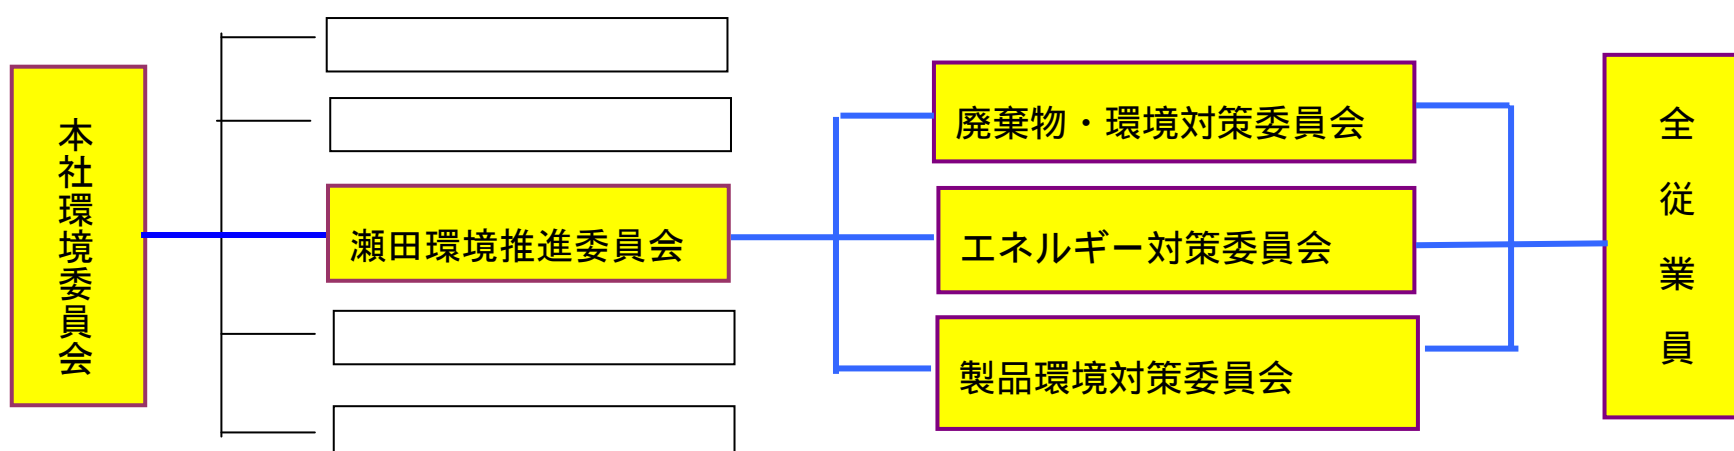 本社環境委員会
瀬田環境推進委員会
廃棄物・環境対策委員会
エネルギー対策委員会
製品環境対策委員会
全従業員